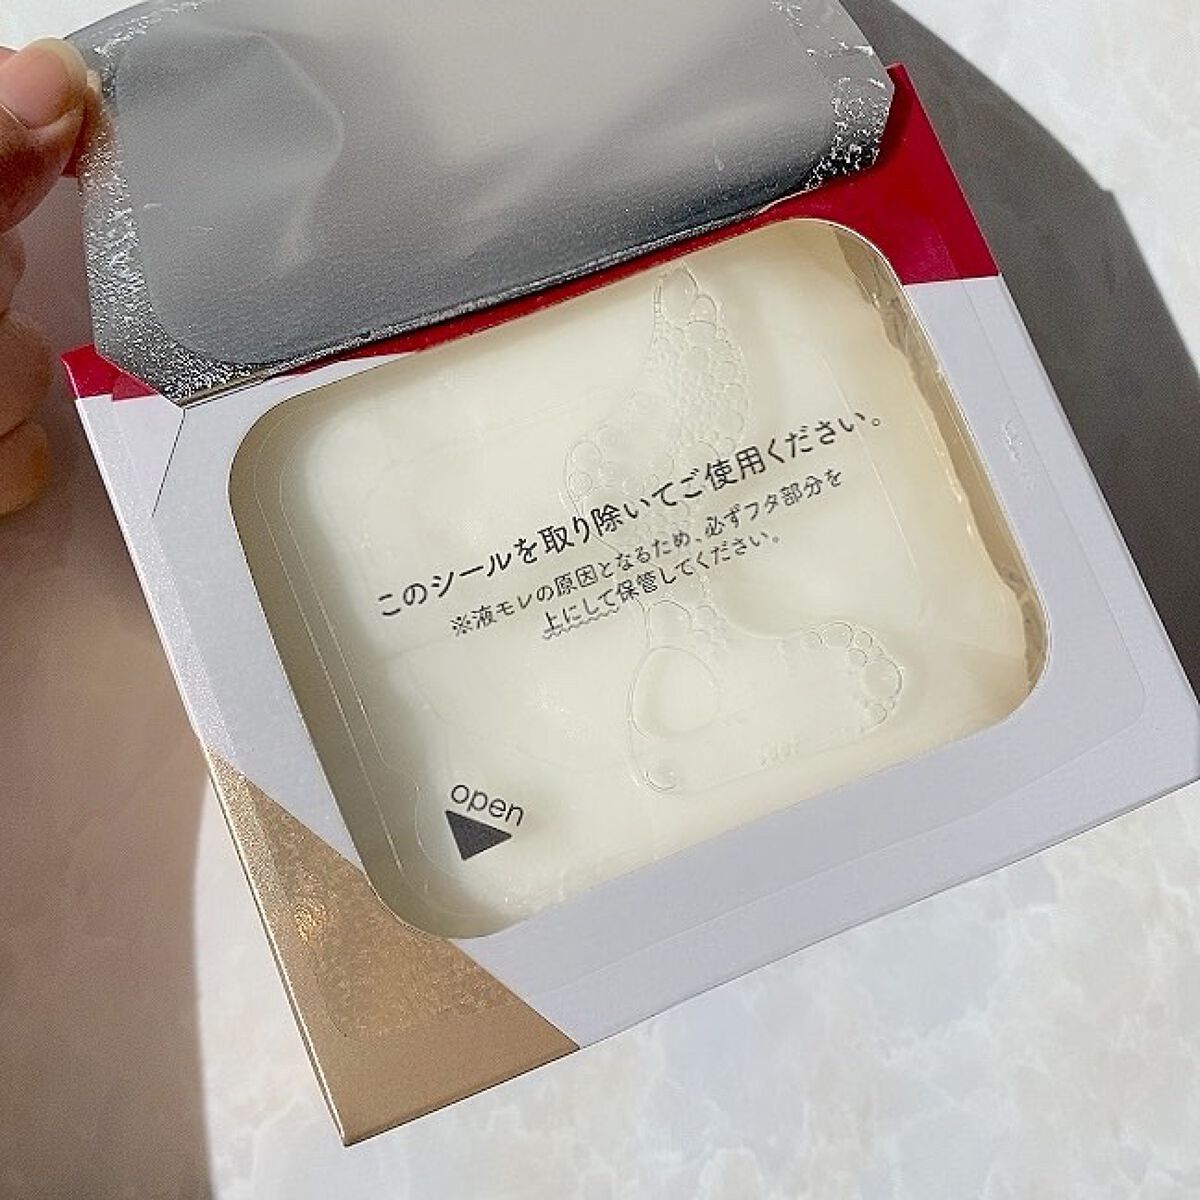 このシールを取り除いてご使用ください。
※液モレの原因となるため、必ずフタ部分を
上にして保管してください。
open